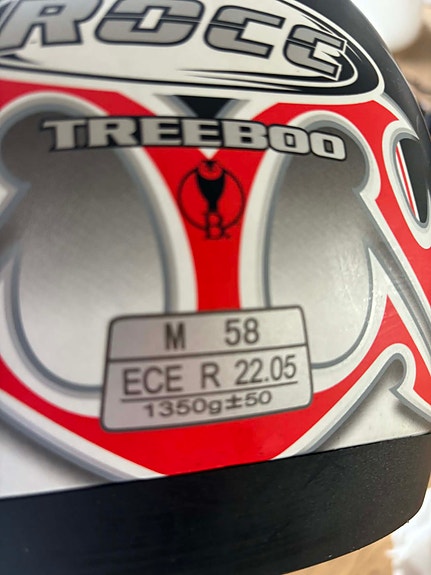 ROCC
TREEBOO
B
M 58
ECE R 22.05
1350g±50